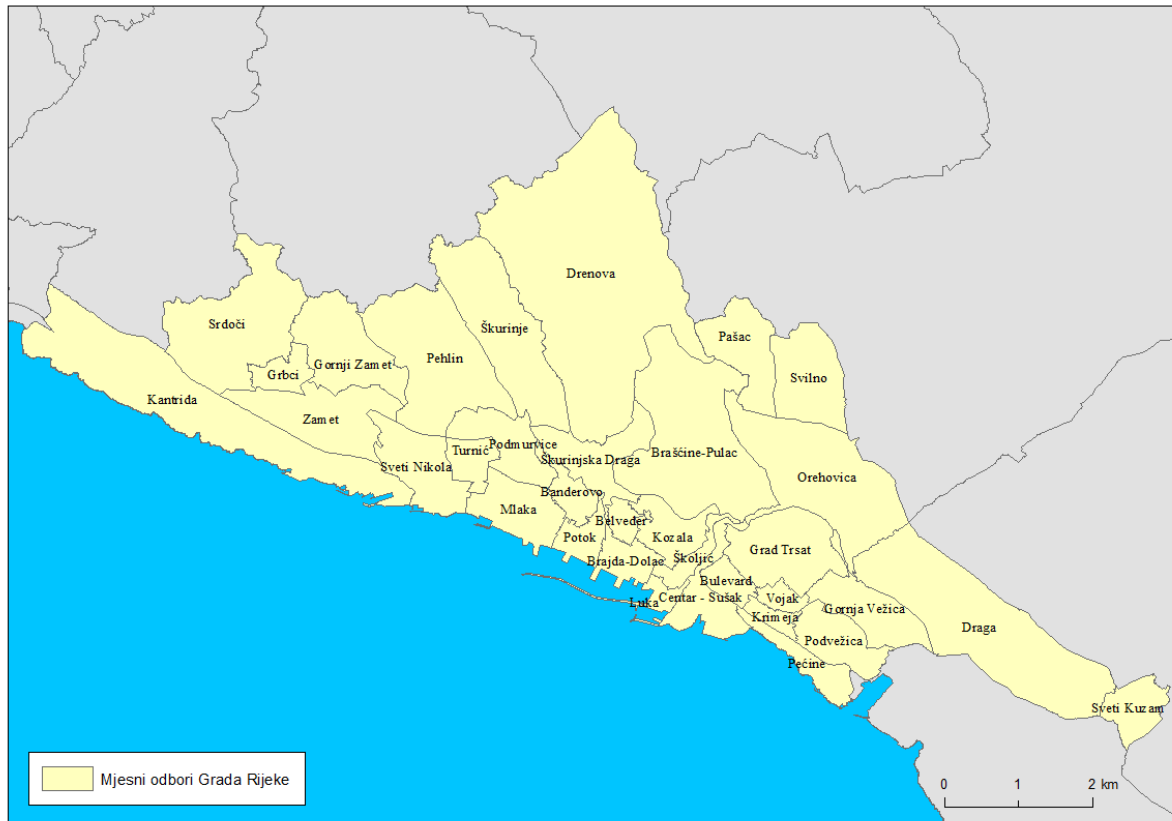 Drenova
Srdoči
Škurinje
Pašac
Pehlin
Gornji Zamet
Grbci
Svilno
Kantrida
Zamet
Turnić
Podmurvice
Brašćine-Pulac
Škurinjska Draga
Sveti Nikola
Orehovica
Banderovo
Mlaka
Belveder
Potok
Kozala
Grad Trsat
Školjić
Brajda-Dolac
Bulevard
Luka
Centar - Sušak
Vojak
Gornja Vežica
Krimeja
Draga
Podvežica
Pećine
Sveti Kuzam
Mjesni odbori Grada Rijeke
0 1 2 km